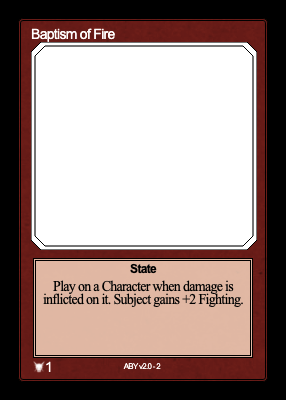 Baptism of Fire
State
Play on a Character when damage is
inflicted on it. Subject gains +2 Fighting.
1
ABY v2.0 - 2